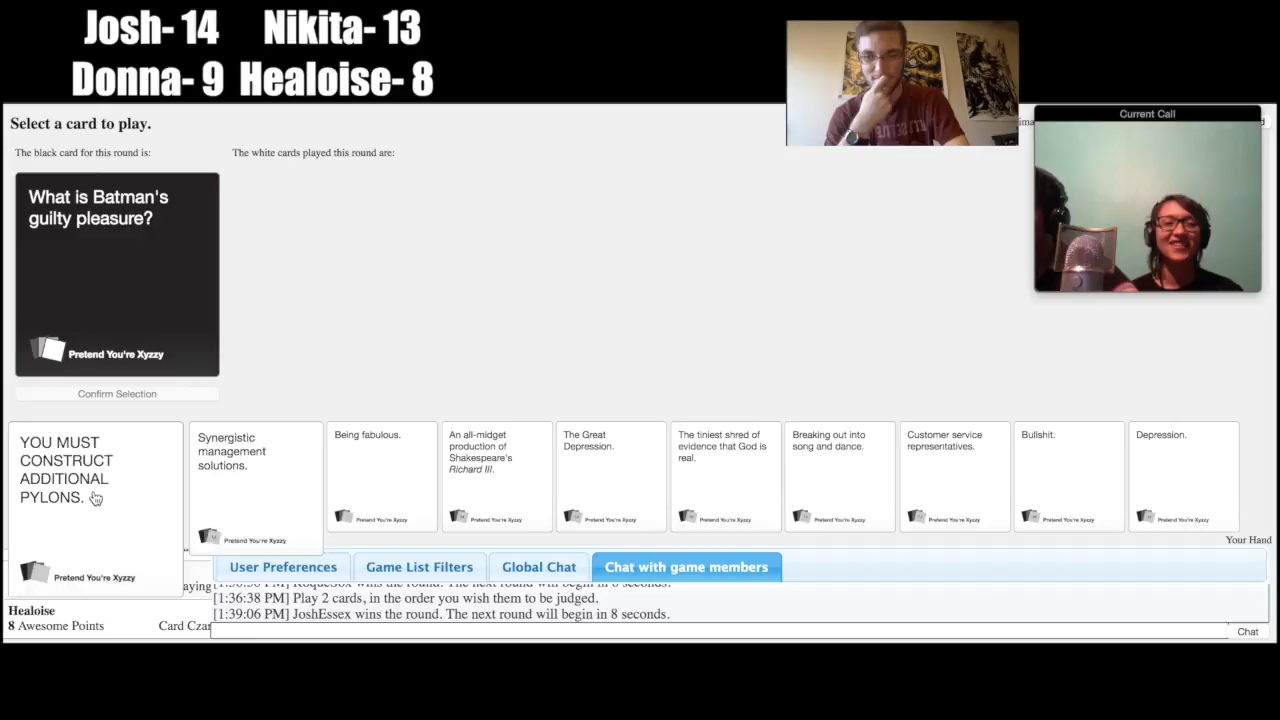 Josh- 14 Nikita- 13
Donna- 9 Healoise- 8
Current Call
Select a card to play.
The black card for this round is:
The white cards played this round are:
What is Batman's
guilty pleasure?
Pretend You're Xyzzy
Confirm Selection
YOU MUST
CONSTRUCT
ADDITIONAL
PYLONS.
Pretend You're Xyzzy
Synergistic
management
solutions.
Pretend You're Xyzzy
Being fabulous.
Pretend You're Xyzzy
An all-midget
production of
Shakespeare's
Richard III.
Pretend You're Xyzzy
The Great
Depression.
Pretend You're Xyzzy
The tiniest shred of
evidence that God is
real.
Pretend You're Xyzzy
Breaking out into
song and dance.
Pretend You're Xyzzy
Customer service
representatives.
Pretend You're Xyzzy
Bullshit.
Pretend You're Xyzzy
Depression.
Pretend You're Xyzzy
Your Hand
User Preferences
Game List Filters
Global Chat
Chat with game members
[1:36:38 PM] Play 2 cards, in the order you wish them to be judged.
[1:39:06 PM] JoshEssex wins the round. The next round will begin in 8 seconds.
Healoise
8 Awesome Points
Card Czar
Chat